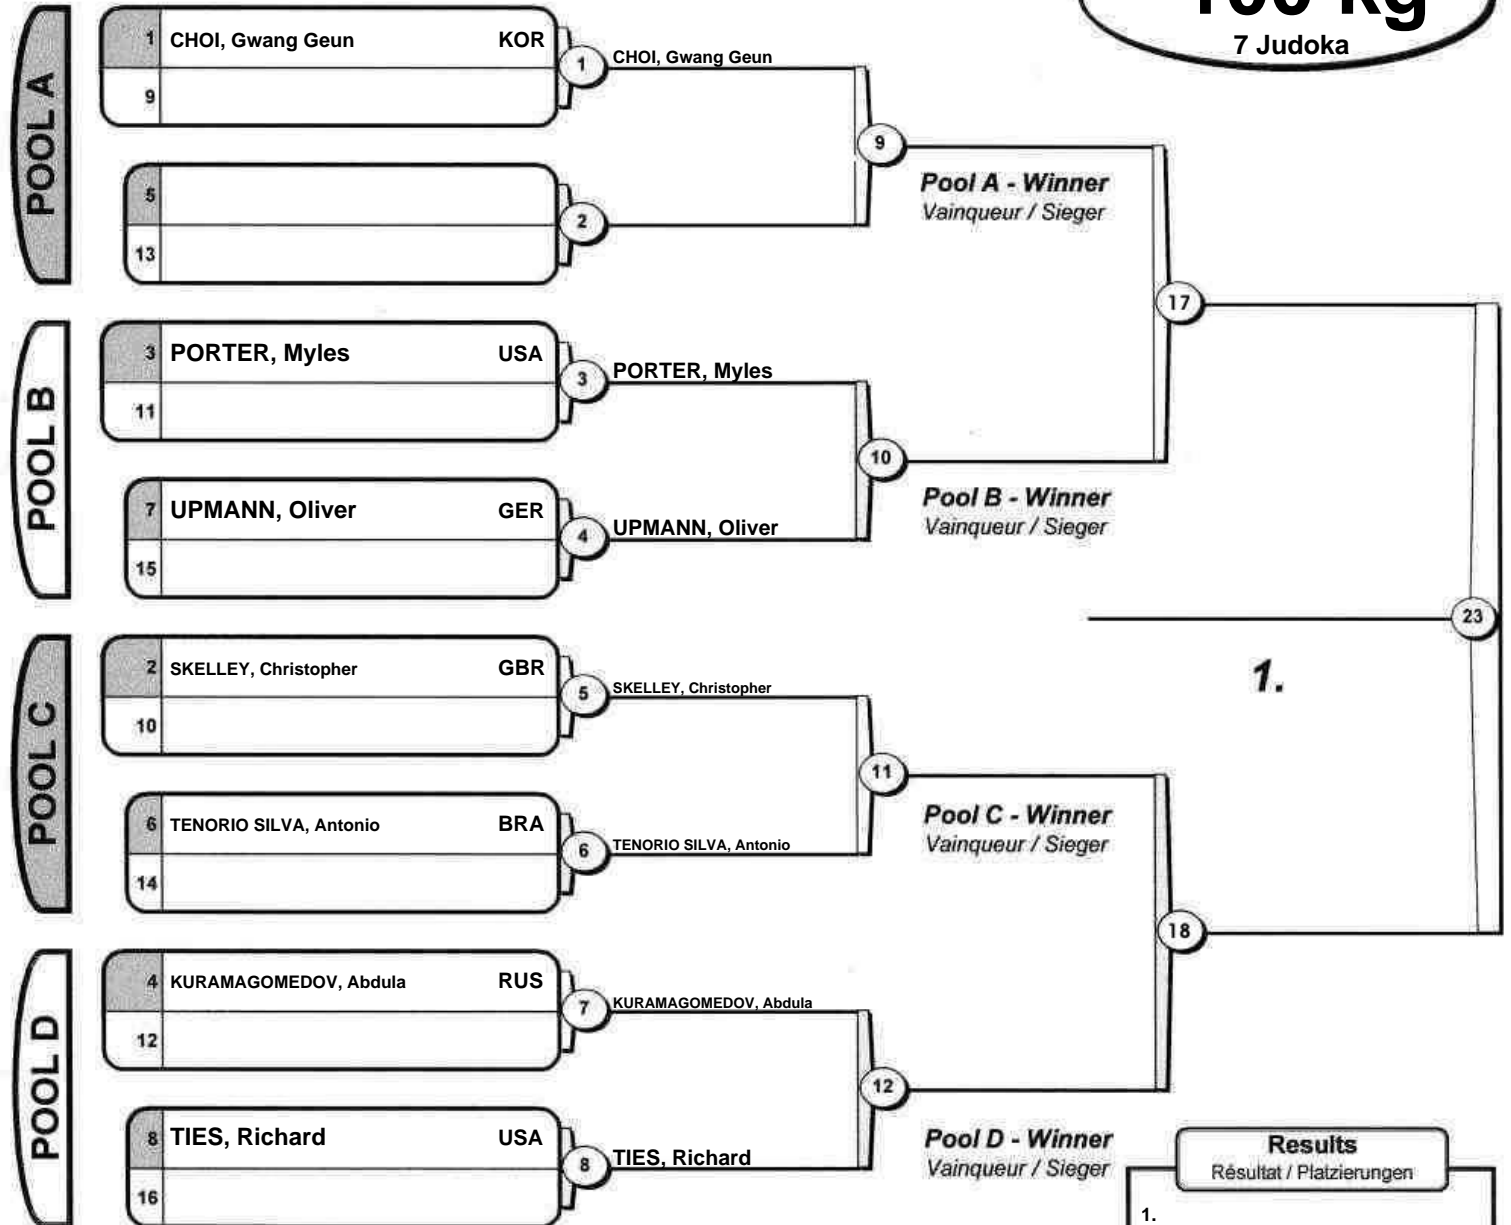 100 kg
7 Judoka
POOL A
1 CHOI, Gwang Geun KOR
9
1
CHOI, Gwang Geun
5
13
2
9
Pool A - Winner
Vainqueur / Sieger
POOL B
3 PORTER, Myles USA
11
3
PORTER, Myles
7 UPMANN, Oliver GER
15
4
UPMANN, Oliver
10
Pool B - Winner
Vainqueur / Sieger
17
POOL C
2 SKELLEY, Christopher GBR
10
5
SKELLEY, Christopher
6 TENORIO SILVA, Antonio BRA
14
6
TENORIO SILVA, Antonio
11
Pool C - Winner
Vainqueur / Sieger
POOL D
4 KURAMAGOMEDOV, Abdula RUS
12
7
KURAMAGOMEDOV, Abdula
8 TIES, Richard USA
16
8
TIES, Richard
12
Pool D - Winner
Vainqueur / Sieger
18
23
1.
Results
Résultat / Platzierungen
1.